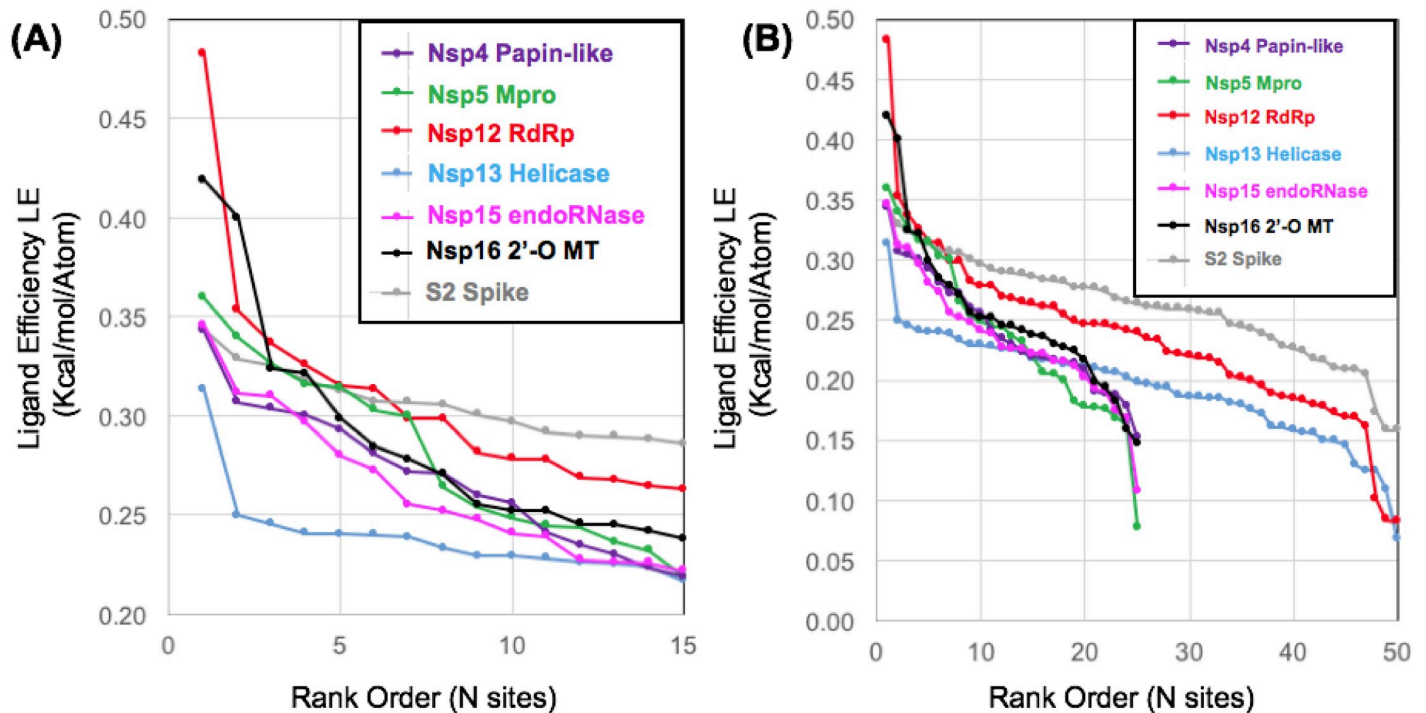 (A)
Ligand Efficiency LE
(Kcal/mol/Atom)
0.50
0.45
0.40
0.35
0.30
0.25
0.20
0
5
10
15
Rank Order (N sites)
Nsp4 Papin-like
Nsp5 Mpro
Nsp12 RdRp
Nsp13 Helicase
Nsp15 endoRNase
Nsp16 2’-O MT
S2 Spike
(B)
Ligand Efficiency LE
(Kcal/mol/Atom)
0.50
0.45
0.40
0.35
0.30
0.25
0.20
0.15
0.10
0.05
0.00
0
10
20
30
40
50
Rank Order (N sites)
Nsp4 Papin-like
Nsp5 Mpro
Nsp12 RdRp
Nsp13 Helicase
Nsp15 endoRNase
Nsp16 2’-O MT
S2 Spike